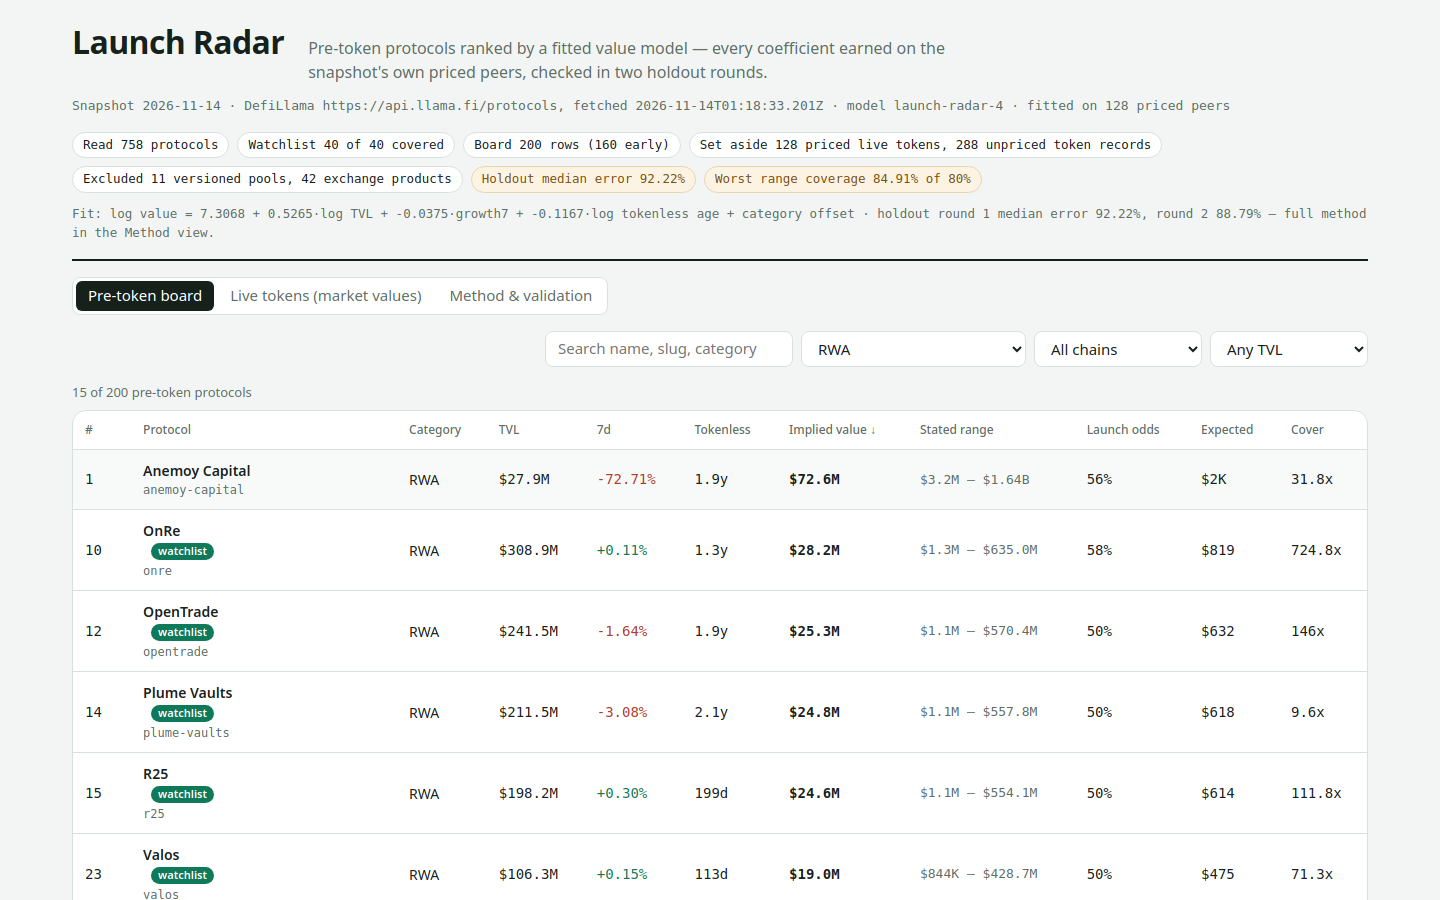 Launch Radar
Pre-token protocols ranked by a fitted value model — every coefficient earned on the
snapshot's own priced peers, checked in two holdout rounds.
Snapshot 2026-11-14 · DefiLlama https://api.llama.fi/protocols, fetched 2026-11-14T01:18:33.201Z · model launch-radar-4 · fitted on 128 priced peers
Read 758 protocols
Watchlist 40 of 40 covered
Board 200 rows (160 early)
Set aside 128 priced live tokens, 288 unpriced token records
Excluded 11 versioned pools, 42 exchange products
Holdout median error 92.22%
Worst range coverage 84.91% of 80%
Fit: log value = 7.3068 + 0.5265·log TVL + -0.0375·growth7 + -0.1167·log tokenless age + category offset · holdout round 1 median error 92.22%, round 2 88.79% — full method
in the Method view.
Pre-token board
Live tokens (market values)
Method & validation
Search name, slug, category
RWA
All chains
Any TVL
15 of 200 pre-token protocols
# Protocol Category TVL 7d Tokenless Implied value ↓ Stated range Launch odds Expected Cover
1 Anemoy Capital RWA $27.9M -72.71% 1.9y $72.6M $3.2M – $1.64B 56% $2K 31.8x
anemoy-capital
OnRe
10 watchlist RWA $308.9M +0.11% 1.3y $28.2M $1.3M – $635.0M 58% $819 724.8x
onre
OpenTrade
12 watchlist RWA $241.5M -1.64% 1.9y $25.3M $1.1M – $570.4M 50% $632 146x
opentrade
Plume Vaults
14 watchlist RWA $211.5M -3.08% 2.1y $24.8M $1.1M – $557.8M 50% $618 9.6x
plume-vaults
R25
15 watchlist RWA $198.2M +0.30% 199d $24.6M $1.1M – $554.1M 50% $614 111.8x
r25
Valos
23 watchlist RWA $106.3M +0.15% 113d $19.0M $844K – $428.7M 50% $475 71.3x
valos